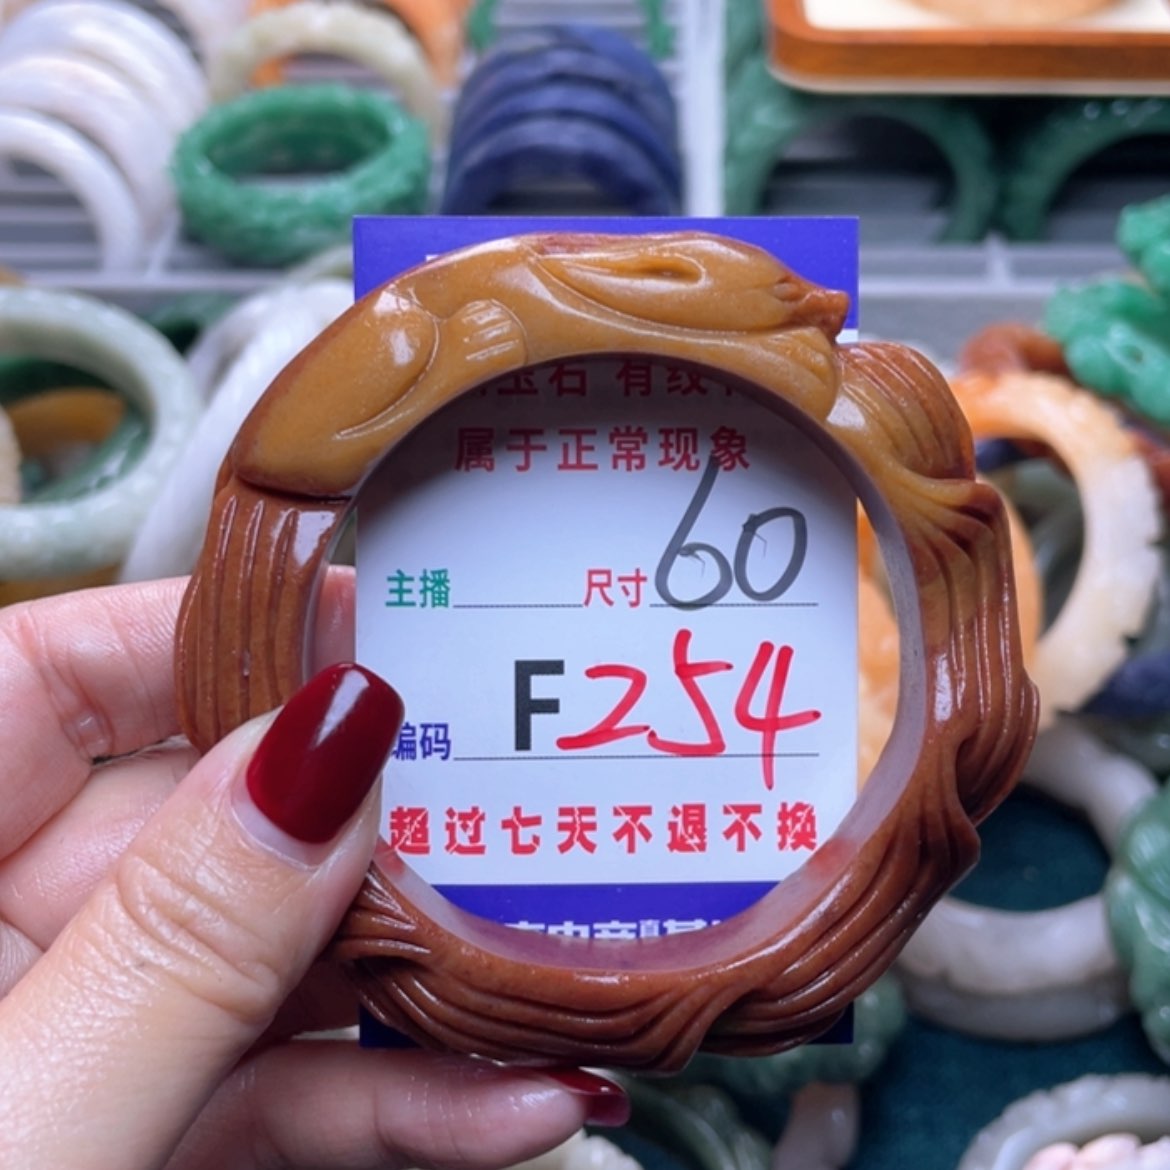 玉石 有纹
属于正常现象
主播 尺寸 60
编码 F254
超过七天不退不换